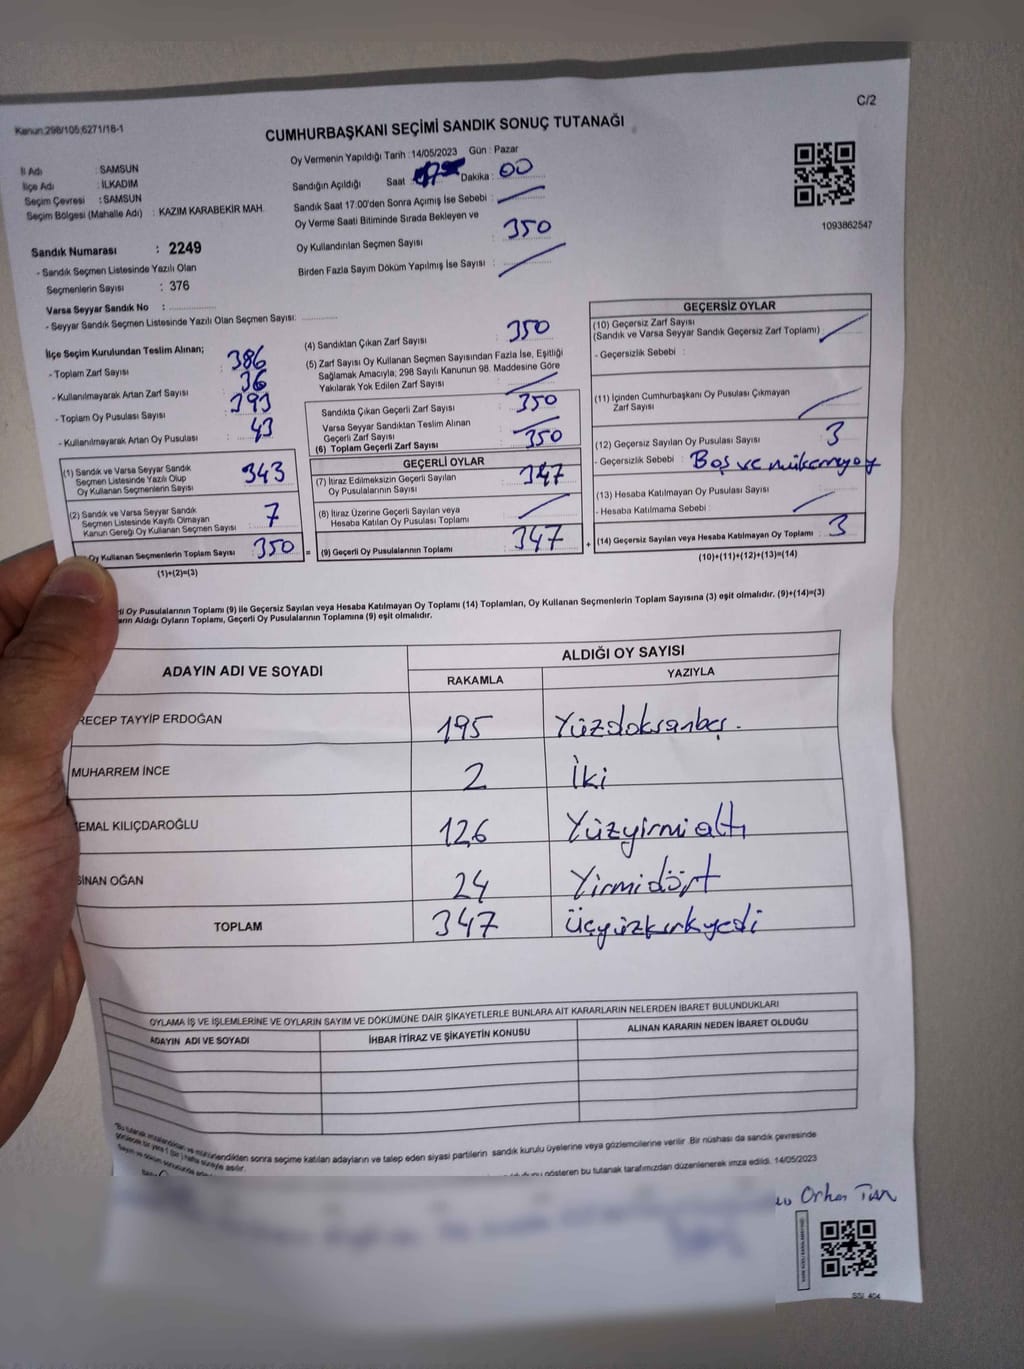 C/2
Kanun:298/105;6271/18-1
CUMHURBAŞKANI SEÇİMİ SANDIK SONUÇ TUTANAĞI
İl Adı : SAMSUN
İlçe Adı : İLKADIM
Seçim Çevresi : SAMSUN
Seçim Bölgesi (Mahalle Adı) : KAZIM KARABEKİR MAH.
Oy Vermenin Yapıldığı Tarih : 14/05/2023 Gün : Pazar
Sandığın Açıldığı Saat Dakika : 00
Sandık Saat 17:00'den Sonra Açımış İse Sebebi :
Oy Verme Saati Bitiminde Sırada Bekleyen ve
Oy Kullandırılan Seçmen Sayısı : 350
Birden Fazla Sayım Döküm Yapılmış İse Sayısı :
1093862547
Sandık Numarası : 2249
- Sandık Seçmen Listesinde Yazılı Olan
Seçmenlerin Sayısı : 376
Varsa Seyyar Sandık No :
- Seyyar Sandık Seçmen Listesinde Yazılı Olan Seçmen Sayısı:
İlçe Seçim Kurulundan Teslim Alınan;
- Toplam Zarf Sayısı : 386
- Kullanılmayarak Artan Zarf Sayısı : 36
- Toplam Oy Pusulası Sayısı : 393
- Kullanılmayarak Artan Oy Pusulası : 43
(1) Sandık ve Varsa Seyyar Sandık
Seçmen Listesinde Yazılı Olup
Oy Kullanan Seçmenlerin Sayısı 343
(2) Sandık ve Varsa Seyyar Sandık
Seçmen Listesinde Kayıtlı Olmayan
Kanun Gereği Oy Kullanan Seçmen Sayısı 7
Oy Kullanan Seçmenlerin Toplam Sayısı 350 =
(1)+(2)=(3)
(4) Sandıktan Çıkan Zarf Sayısı : 350
(5) Zarf Sayısı Oy Kullanan Seçmen Sayısından Fazla İse, Eşitliği
Sağlamak Amacıyla, 298 Sayılı Kanunun 98. Maddesine Göre
Yakılarak Yok Edilen Zarf Sayısı :
Sandıkta Çıkan Geçerli Zarf Sayısı : 350
Varsa Seyyar Sandıktan Teslim Alınan
Geçerli Zarf Sayısı :
(6) Toplam Geçerli Zarf Sayısı : 350
GEÇERLİ OYLAR
(7) İtiraz Edilmeksizin Geçerli Sayılan
Oy Pusulalarının Sayısı : 347
(8) İtiraz Üzerine Geçerli Sayılan veya
Hesaba Katılan Oy Pusulası Toplamı :
(9) Geçerli Oy Pusulalarının Toplamı 347 +
GEÇERSİZ OYLAR
(10) Geçersiz Zarf Sayısı
(Sandık ve Varsa Seyyar Sandık Geçersiz Zarf Toplamı)
- Geçersizlik Sebebi :
(11) İçinden Cumhurbaşkanı Oy Pusulası Çıkmayan
Zarf Sayısı :
(12) Geçersiz Sayılan Oy Pusulası Sayısı : 3
- Geçersizlik Sebebi : Boş ve mükerreroy
(13) Hesaba Katılmayan Oy Pusulası Sayısı :
- Hesaba Katılmama Sebebi :
(14) Geçersiz Sayılan veya Hesaba Katılmayan Oy Toplamı : 3
(10)+(11)+(12)+(13)=(14)
Oy Pusulalarının Toplamı (9) ile Geçersiz Sayılan veya Hesaba Katılmayan Oy Toplamı (14) Toplamları, Oy Kullanan Seçmenlerin Toplam Sayısına (3) eşit olmalıdır. (9)+(14)=(3)
Aldığı Oyların Toplamı, Geçerli Oy Pusulalarının Toplamına (9) eşit olmalıdır.
ADAYIN ADI VE SOYADI ALDIĞI OY SAYISI
RAKAMLA YAZIYLA
RECEP TAYYİP ERDOĞAN 195 Yüzdoksanbeş.
MUHARREM İNCE 2 İki
EMAL KILIÇDAROĞLU 126 Yüzyirmialtı
SİNAN OĞAN 24 Yirmidört
TOPLAM 347 üçyüzkırkyedi
OYLAMA İŞ VE İŞLEMLERİNE VE OYLARIN SAYIM VE DÖKÜMÜNE DAİR ŞİKAYETLERLE BUNLARA AİT KARARLARIN NELERDEN İBARET BULUNDUKLARI
ADAYIN ADI VE SOYADI İHBAR İTİRAZ VE ŞİKAYETİN KONUSU ALINAN KARARIN NEDEN İBARET OLDUĞU
*Bu tutanak imzalandıktan ve mühürlendikten sonra seçime katılan adayların ve talep eden siyasi partilerin sandık kurulu üyelerine veya gözlemcilerine verilir. Bir nüshası da sandık çevresinde
görülecek bir yere 1 (bir) hafta süreyle asılır.
gösteren bu tutanak tarafımızdan düzenlenerek imza edildi. 14/05/2023
Orhan Tan